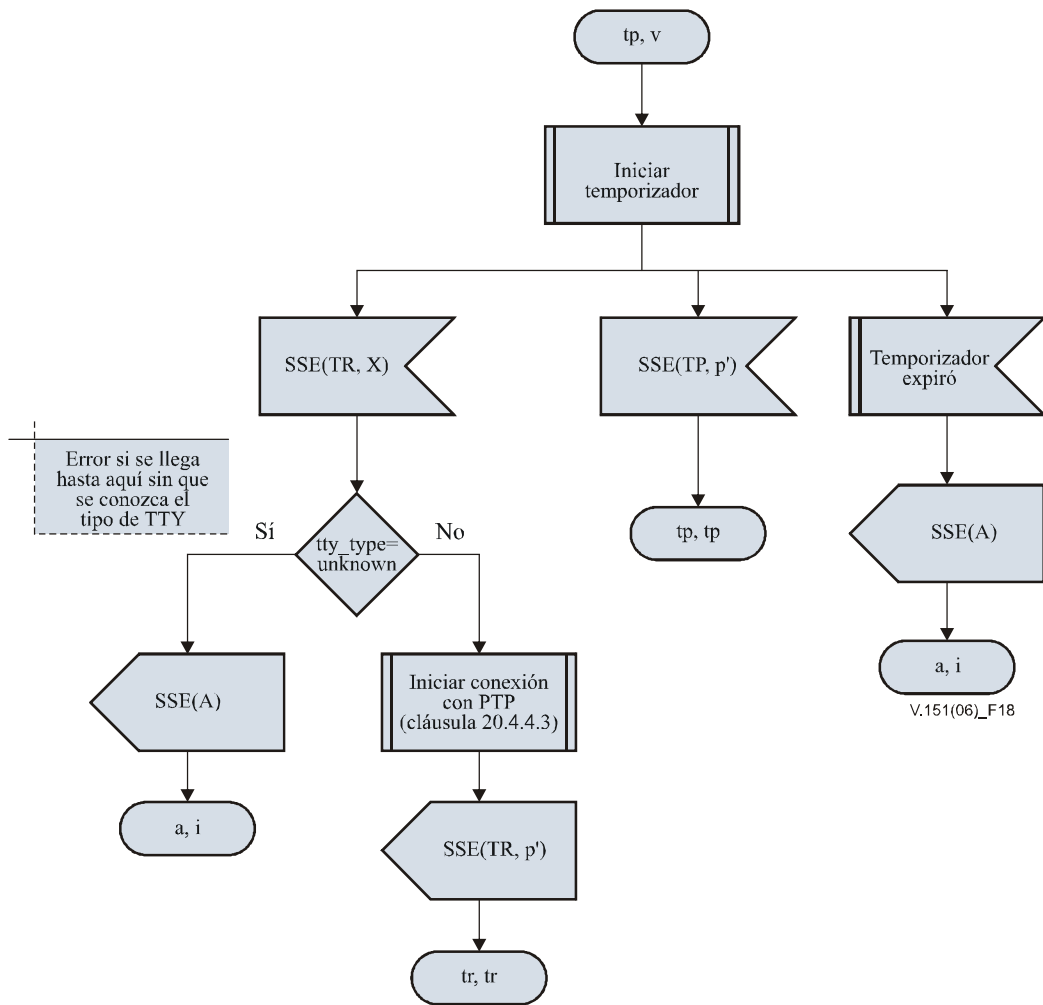 tp, v
Iniciar
temporizador
SSE(TR, X)
SSE(TP, p')
Temporizador
expiró
Error si se llega
hasta aquí sin que
se conozca el
tipo de TTY
Sí
tty_type=
unknown
No
tp, tp
SSE(A)
SSE(A)
Iniciar conexión
con PTP
(cláusula 20.4.4.3)
a, i
V.151(06)_F18
a, i
SSE(TR, p')
tr, tr